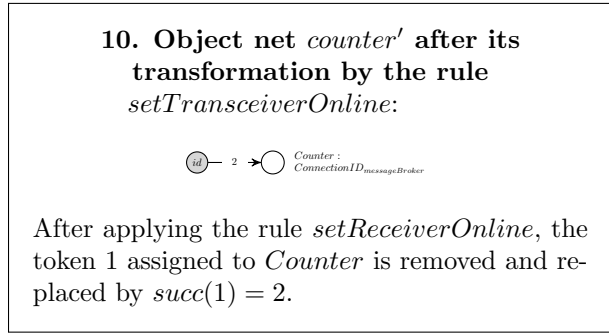 10. Object net counter′ after its
transformation by the rule
setTransceiverOnline:
id 2 Counter :
ConnectionID_messageBroker
After applying the rule setReceiverOnline, the
token 1 assigned to Counter is removed and re-
placed by succ(1) = 2.